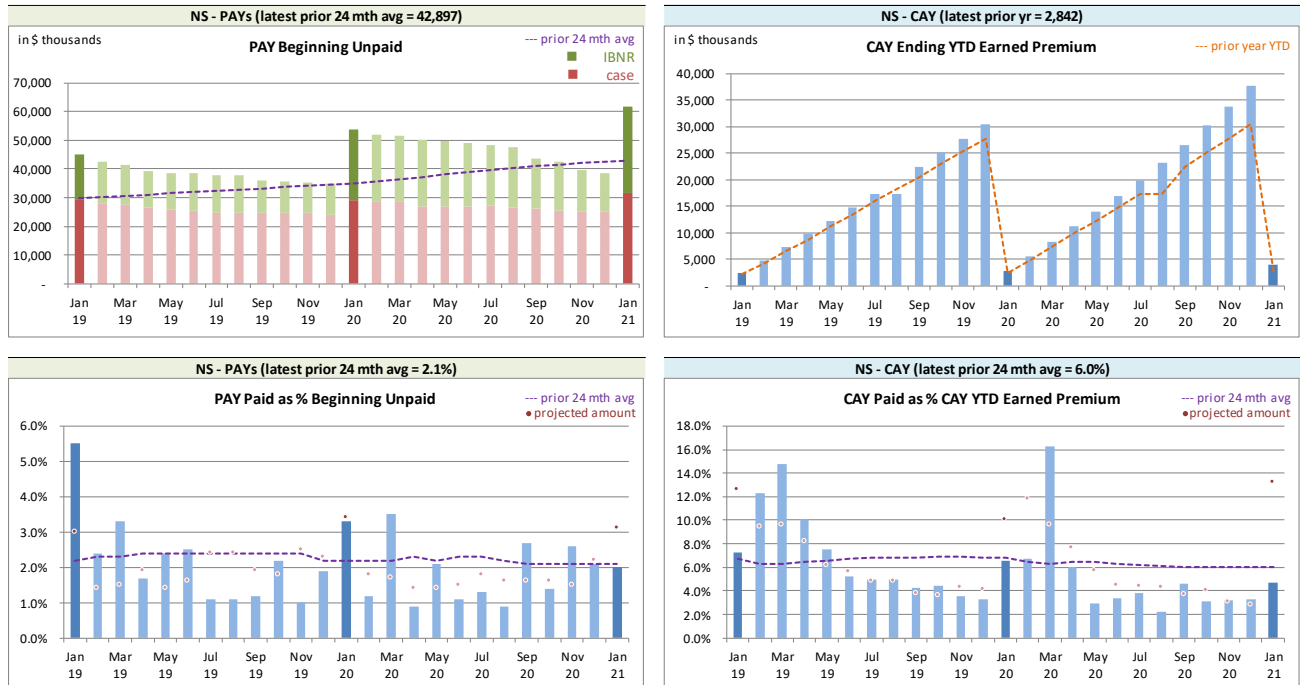 NS - PAYs (latest prior 24 mth avg = 42,897)
in $ thousands
PAY Beginning Unpaid
--- prior 24 mth avg
IBNR
case
70,000
60,000
50,000
40,000
30,000
20,000
10,000
-
Jan Mar May Jul Sep Nov Jan Mar May Jul Sep Nov Jan
19 19 19 19 19 19 20 20 20 20 20 20 21
NS - CAY (latest prior yr = 2,842)
in $ thousands
CAY Ending YTD Earned Premium
--- prior year YTD
40,000
35,000
30,000
25,000
20,000
15,000
10,000
5,000
-
Jan Mar May Jul Sep Nov Jan Mar May Jul Sep Nov Jan
19 19 19 19 19 19 20 20 20 20 20 20 21
NS - PAYs (latest prior 24 mth avg = 2.1%)
PAY Paid as % Beginning Unpaid
--- prior 24 mth avg
•projected amount
6.0%
5.0%
4.0%
3.0%
2.0%
1.0%
0.0%
Jan Mar May Jul Sep Nov Jan Mar May Jul Sep Nov Jan
19 19 19 19 19 19 20 20 20 20 20 20 21
NS - CAY (latest prior 24 mth avg = 6.0%)
CAY Paid as % CAY YTD Earned Premium
--- prior 24 mth avg
•projected amount
18.0%
16.0%
14.0%
12.0%
10.0%
8.0%
6.0%
4.0%
2.0%
0.0%
Jan Mar May Jul Sep Nov Jan Mar May Jul Sep Nov Jan
19 19 19 19 19 19 20 20 20 20 20 20 21